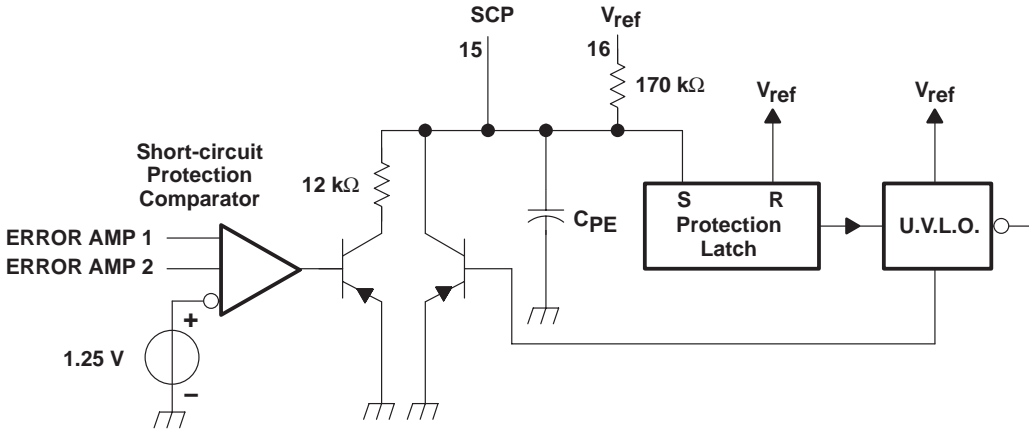 SCP
15
V_ref
16
170 kΩ
V_ref
V_ref
Short-circuit
Protection
Comparator
12 kΩ
C_PE
S R
Protection
Latch
U.V.L.O.
ERROR AMP 1
ERROR AMP 2
+
1.25 V
−